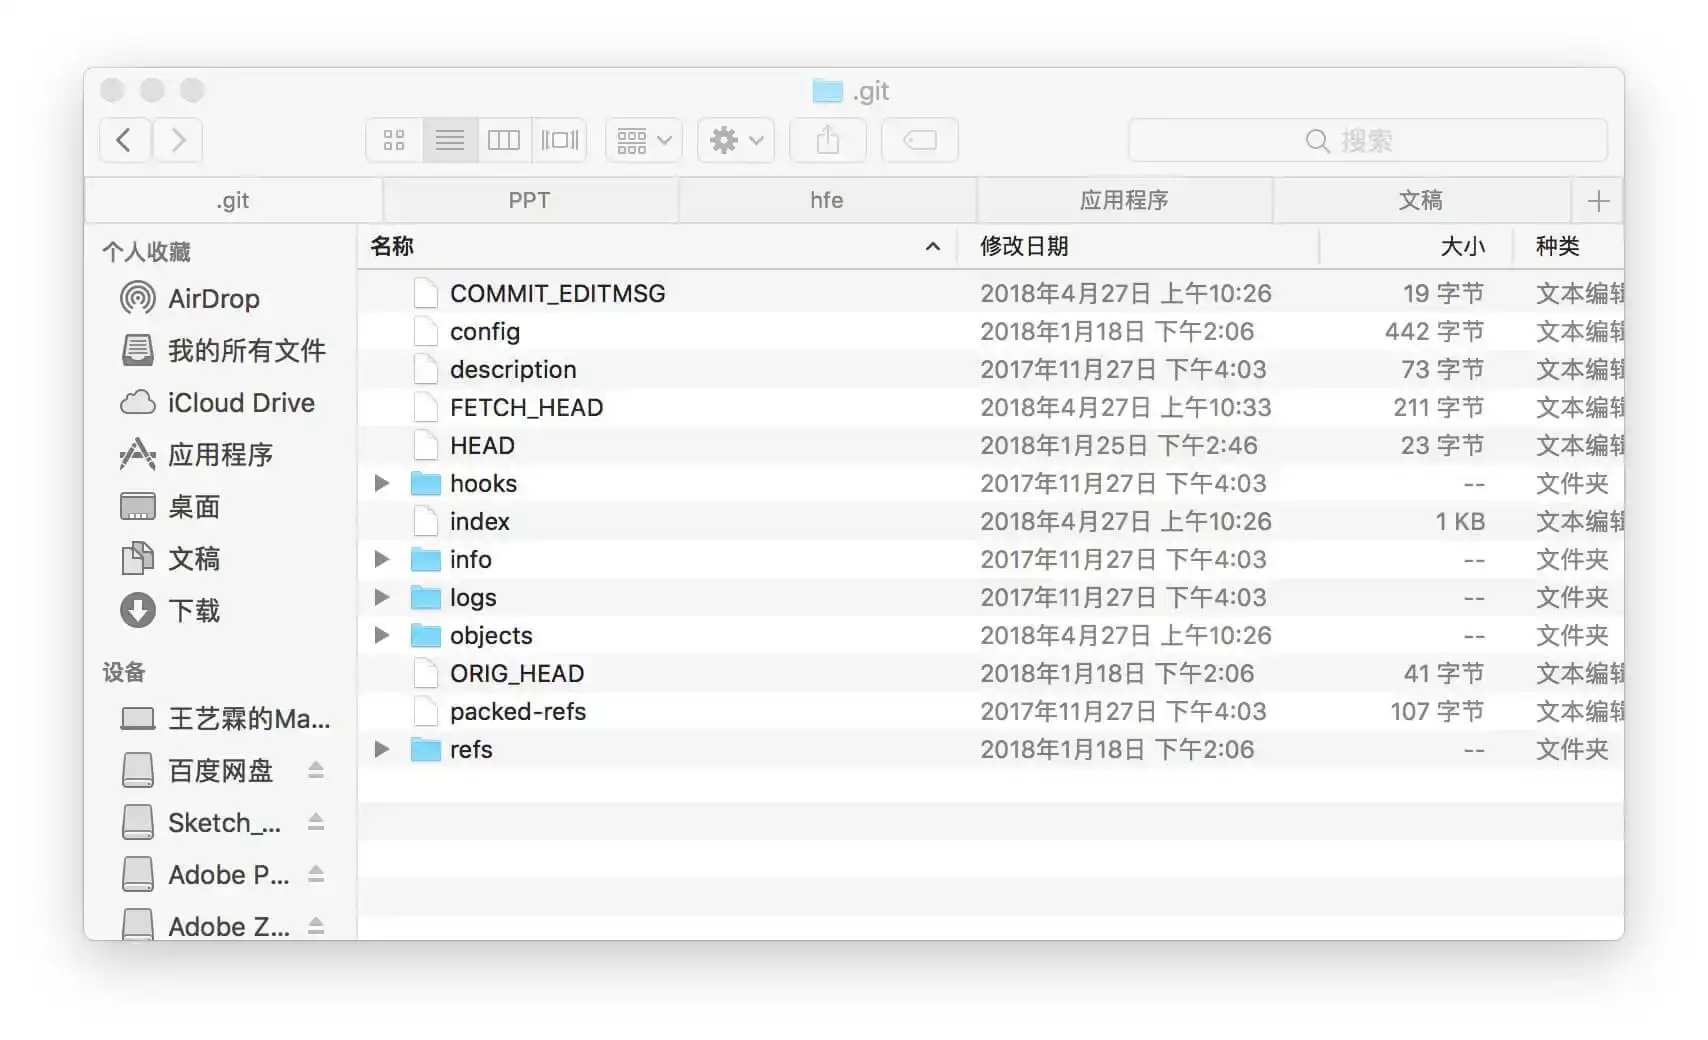 .git
搜索
.git PPT hfe 应用程序 文稿
个人收藏
AirDrop
我的所有文件
iCloud Drive
应用程序
桌面
文稿
下载
设备
王艺霖的Ma...
百度网盘
Sketch_...
Adobe P...
Adobe Z...
名称 修改日期 大小 种类
COMMIT_EDITMSG 2018年4月27日 上午10:26 19 字节 文本编辑
config 2018年1月18日 下午2:06 442 字节 文本编辑
description 2017年11月27日 下午4:03 73 字节 文本编辑
FETCH_HEAD 2018年4月27日 上午10:33 211 字节 文本编辑
HEAD 2018年1月25日 下午2:46 23 字节 文本编辑
hooks 2017年11月27日 下午4:03 -- 文件夹
index 2018年4月27日 上午10:26 1 KB 文本编辑
info 2017年11月27日 下午4:03 -- 文件夹
logs 2017年11月27日 下午4:03 -- 文件夹
objects 2018年4月27日 上午10:26 -- 文件夹
ORIG_HEAD 2018年1月18日 下午2:06 41 字节 文本编辑
packed-refs 2017年11月27日 下午4:03 107 字节 文本编辑
refs 2018年1月18日 下午2:06 -- 文件夹